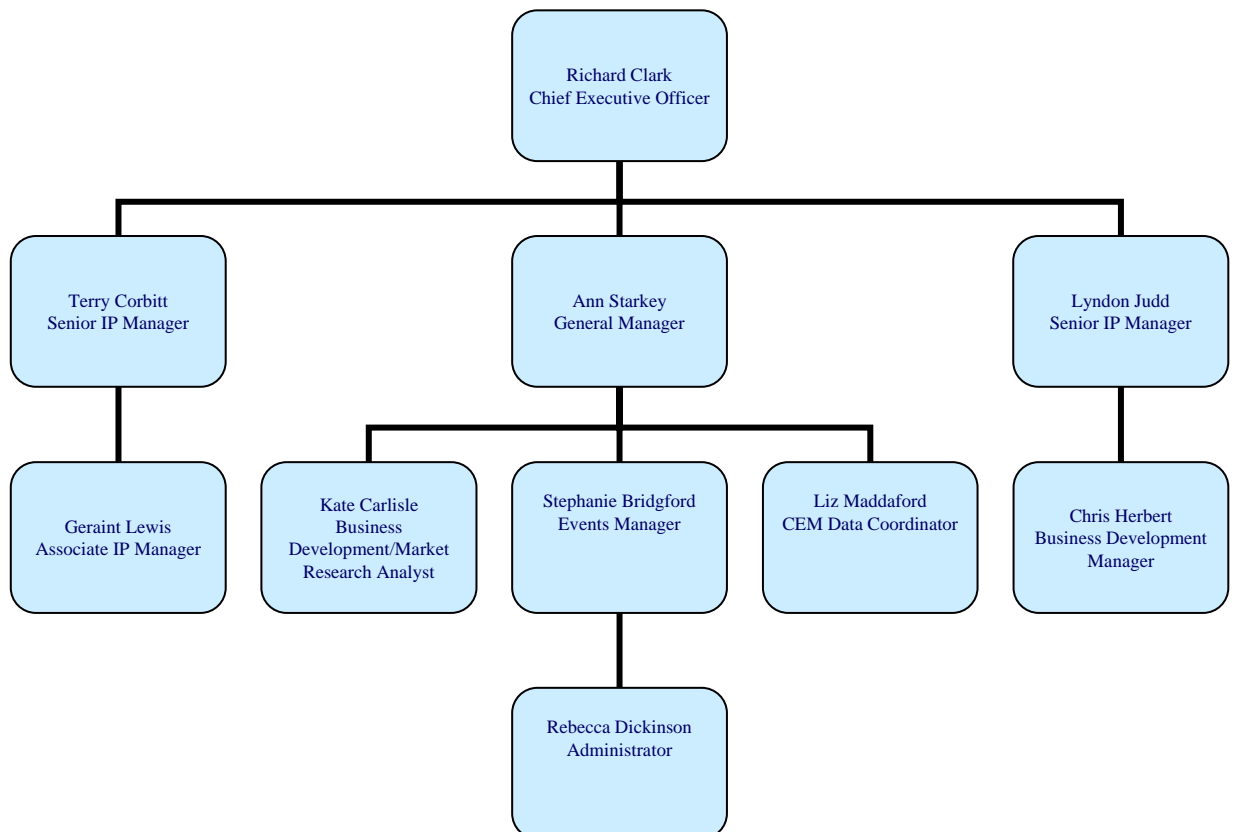 Richard Clark
Chief Executive Officer
Terry Corbitt
Senior IP Manager
Ann Starkey
General Manager
Lyndon Judd
Senior IP Manager
Geraint Lewis
Associate IP Manager
Kate Carlisle
Business
Development/Market
Research Analyst
Stephanie Bridgford
Events Manager
Liz Maddaford
CEM Data Coordinator
Chris Herbert
Business Development
Manager
Rebecca Dickinson
Administrator